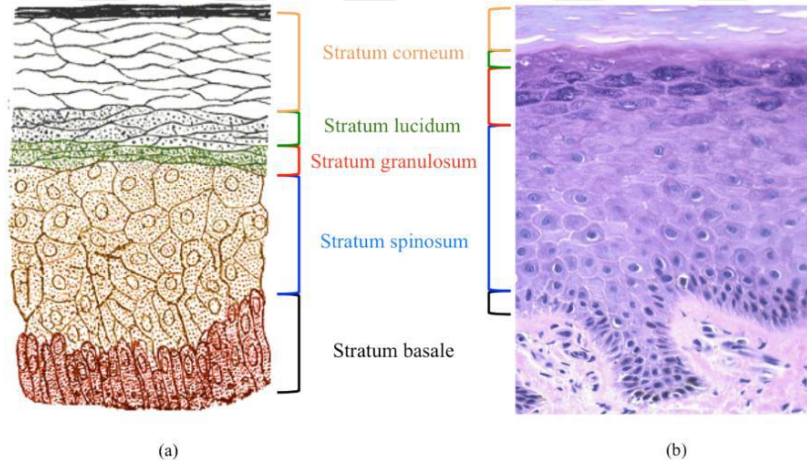 Stratum corneum
Stratum lucidum
Stratum granulosum
Stratum spinosum
Stratum basale
(a)
(b)